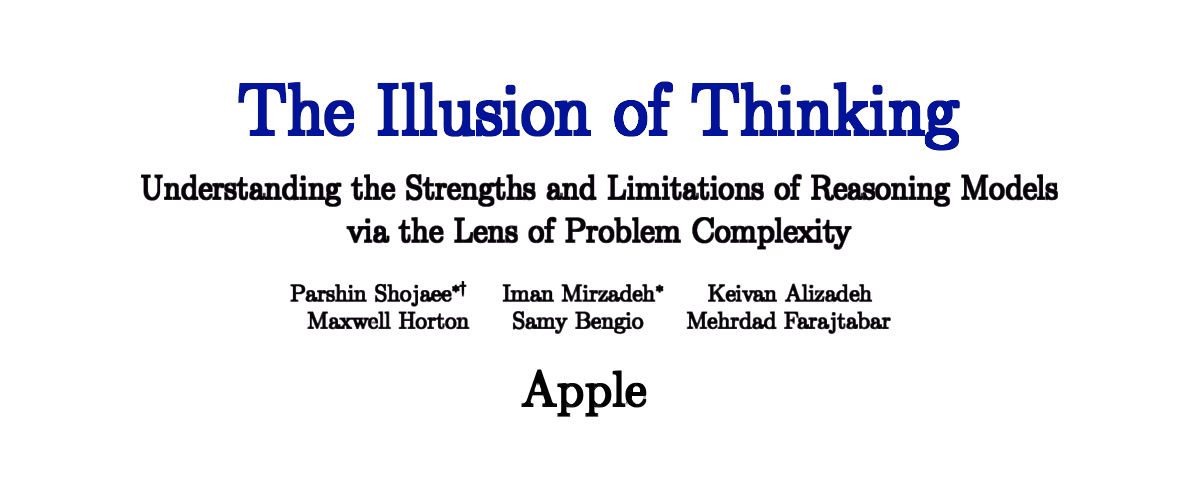 The Illusion of Thinking
Understanding the Strengths and Limitations of Reasoning Models
via the Lens of Problem Complexity
Parshin Shojaee*† Iman Mirzadeh* Keivan Alizadeh
Maxwell Horton Samy Bengio Mehrdad Farajtabar
Apple